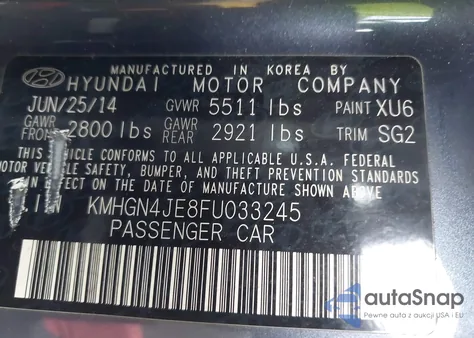 MANUFACTURED IN KOREA BY
HYUNDAI MOTOR COMPANY
JUN/25/14 GVWR 5511 lbs PAINT XU6
GAWR FRONT 2800 lbs GAWR REAR 2921 lbs TRIM SG2
THIS VEHICLE CONFORMS TO ALL APPLICABLE U.S.A. FEDERAL
MOTOR VEHICLE SAFETY, BUMPER, AND THEFT PREVENTION
STANDARDS IN EFFECT ON THE DATE OF MANUFACTURE SHOWN ABOVE.
KMHGN4JE8FU033245
PASSENGER CAR
autaSnap
Pewne auta z aukcji USA i EU